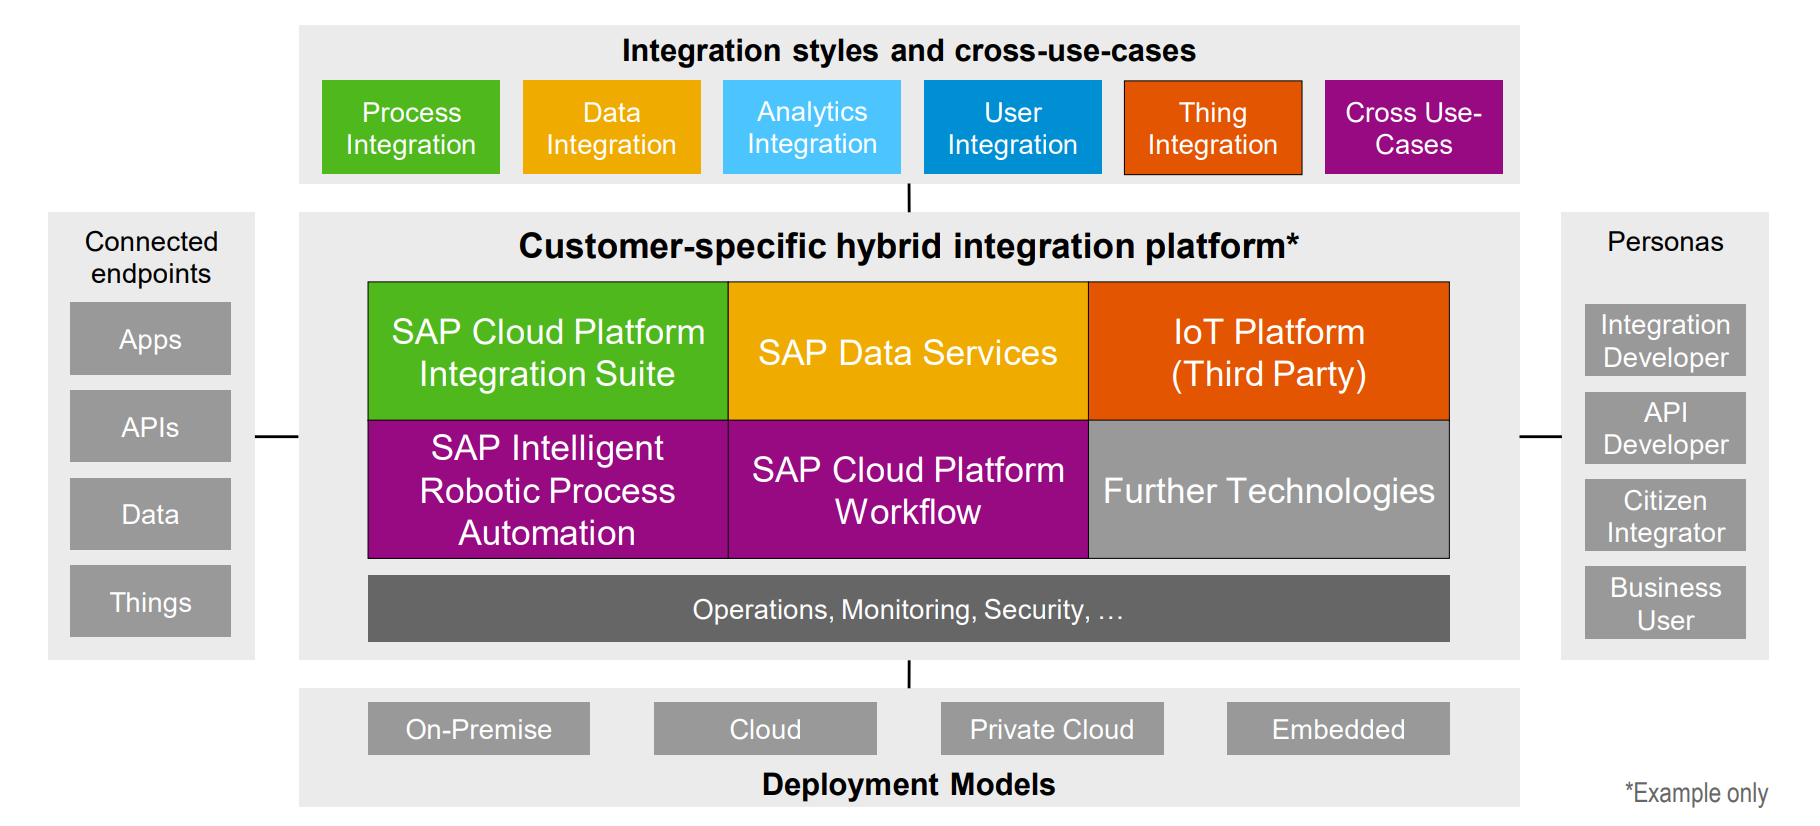 Integration styles and cross-use-cases
Process
Integration
Data
Integration
Analytics
Integration
User
Integration
Thing
Integration
Cross Use-
Cases
Connected
endpoints
Apps
APIs
Data
Things
Customer-specific hybrid integration platform*
SAP Cloud Platform
Integration Suite
SAP Data Services
IoT Platform
(Third Party)
SAP Intelligent
Robotic Process
Automation
SAP Cloud Platform
Workflow
Further Technologies
Operations, Monitoring, Security, …
Personas
Integration
Developer
API
Developer
Citizen
Integrator
Business
User
On-Premise
Cloud
Private Cloud
Embedded
Deployment Models
*Example only